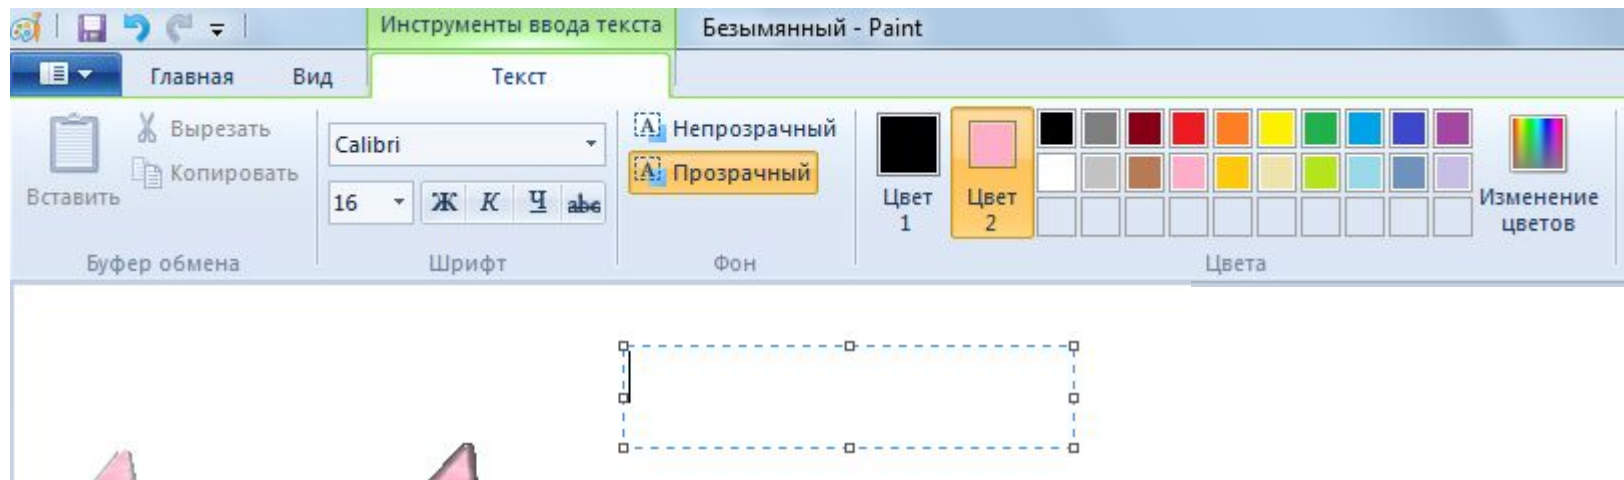 Инструменты ввода текста Безымянный - Paint
Главная Вид Текст
Вырезать
Копировать
Вставить
Буфер обмена
Calibri
16 Ж К Ч abc
Шрифт
Непрозрачный
Прозрачный
Фон
Цвет
1
Цвет
2
Изменение
цветов
Цвета